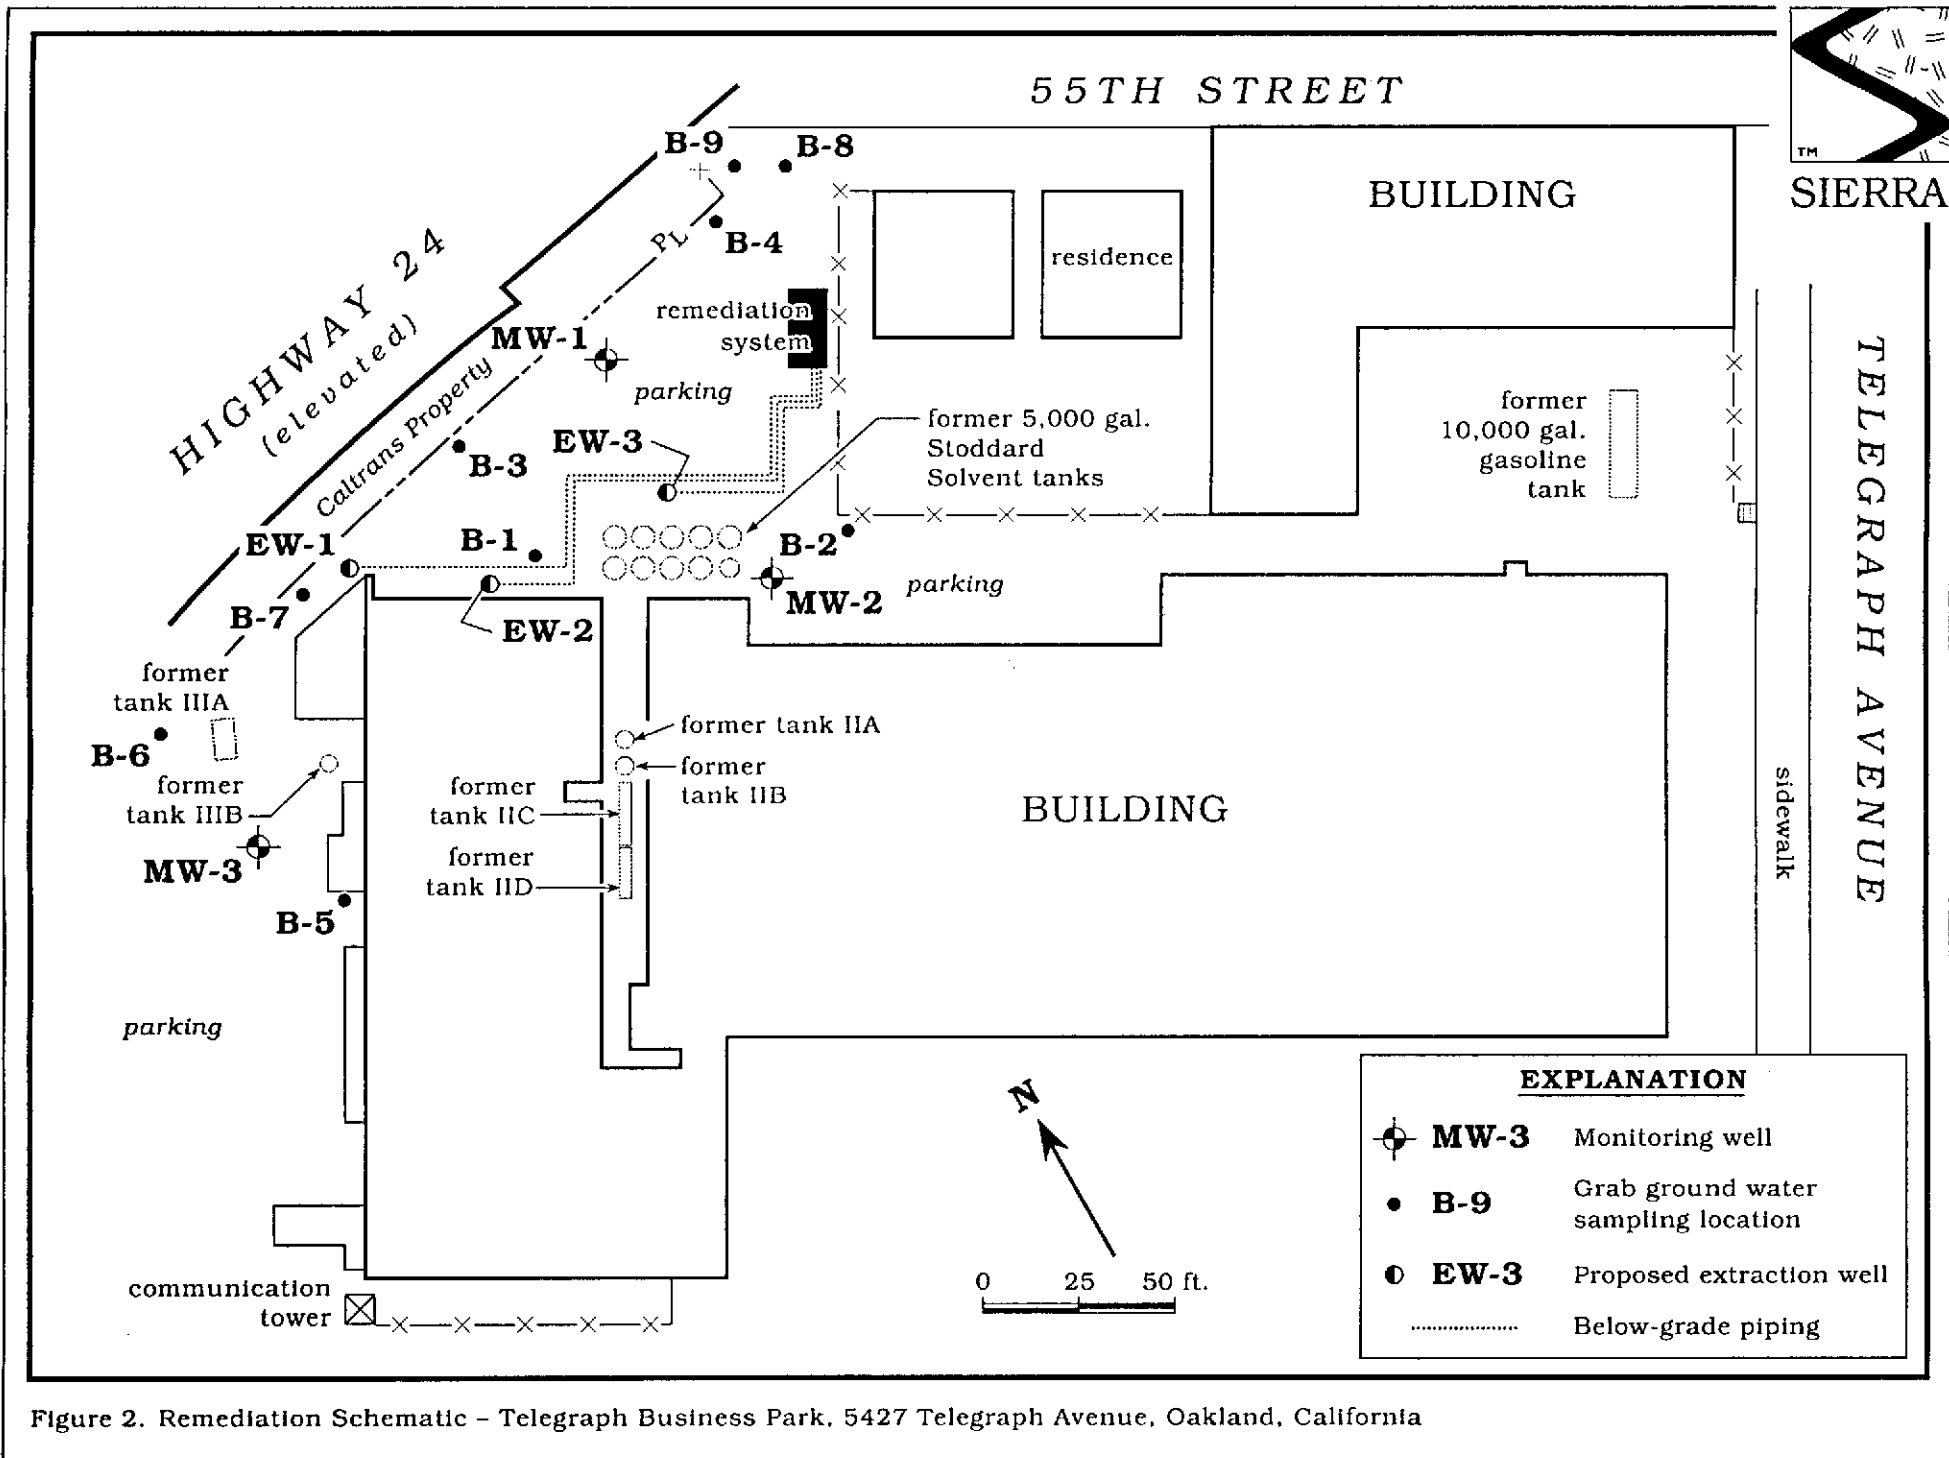 55TH STREET
TM
SIERRA
B-9
B-8
BUILDING
B-4
PL
residence
HIGHWAY 24
(elevated)
remediation
system
MW-1
Caltrans Property
parking
former 5,000 gal.
Stoddard
Solvent tanks
former
10,000 gal.
gasoline
tank
TELEGRAPH AVENUE
EW-3
B-3
EW-1
B-1
B-2
parking
MW-2
B-7
EW-2
former
tank IIIA
B-6
former tank IIA
former
tank IIB
former
tank IIIB
former
tank IIC
BUILDING
sidewalk
MW-3
former
tank IID
B-5
parking
N
0 25 50 ft.
communication
tower
EXPLANATION
MW-3 Monitoring well
B-9 Grab ground water
sampling location
EW-3 Proposed extraction well
Below-grade piping
Figure 2. Remediation Schematic – Telegraph Business Park, 5427 Telegraph Avenue, Oakland, California